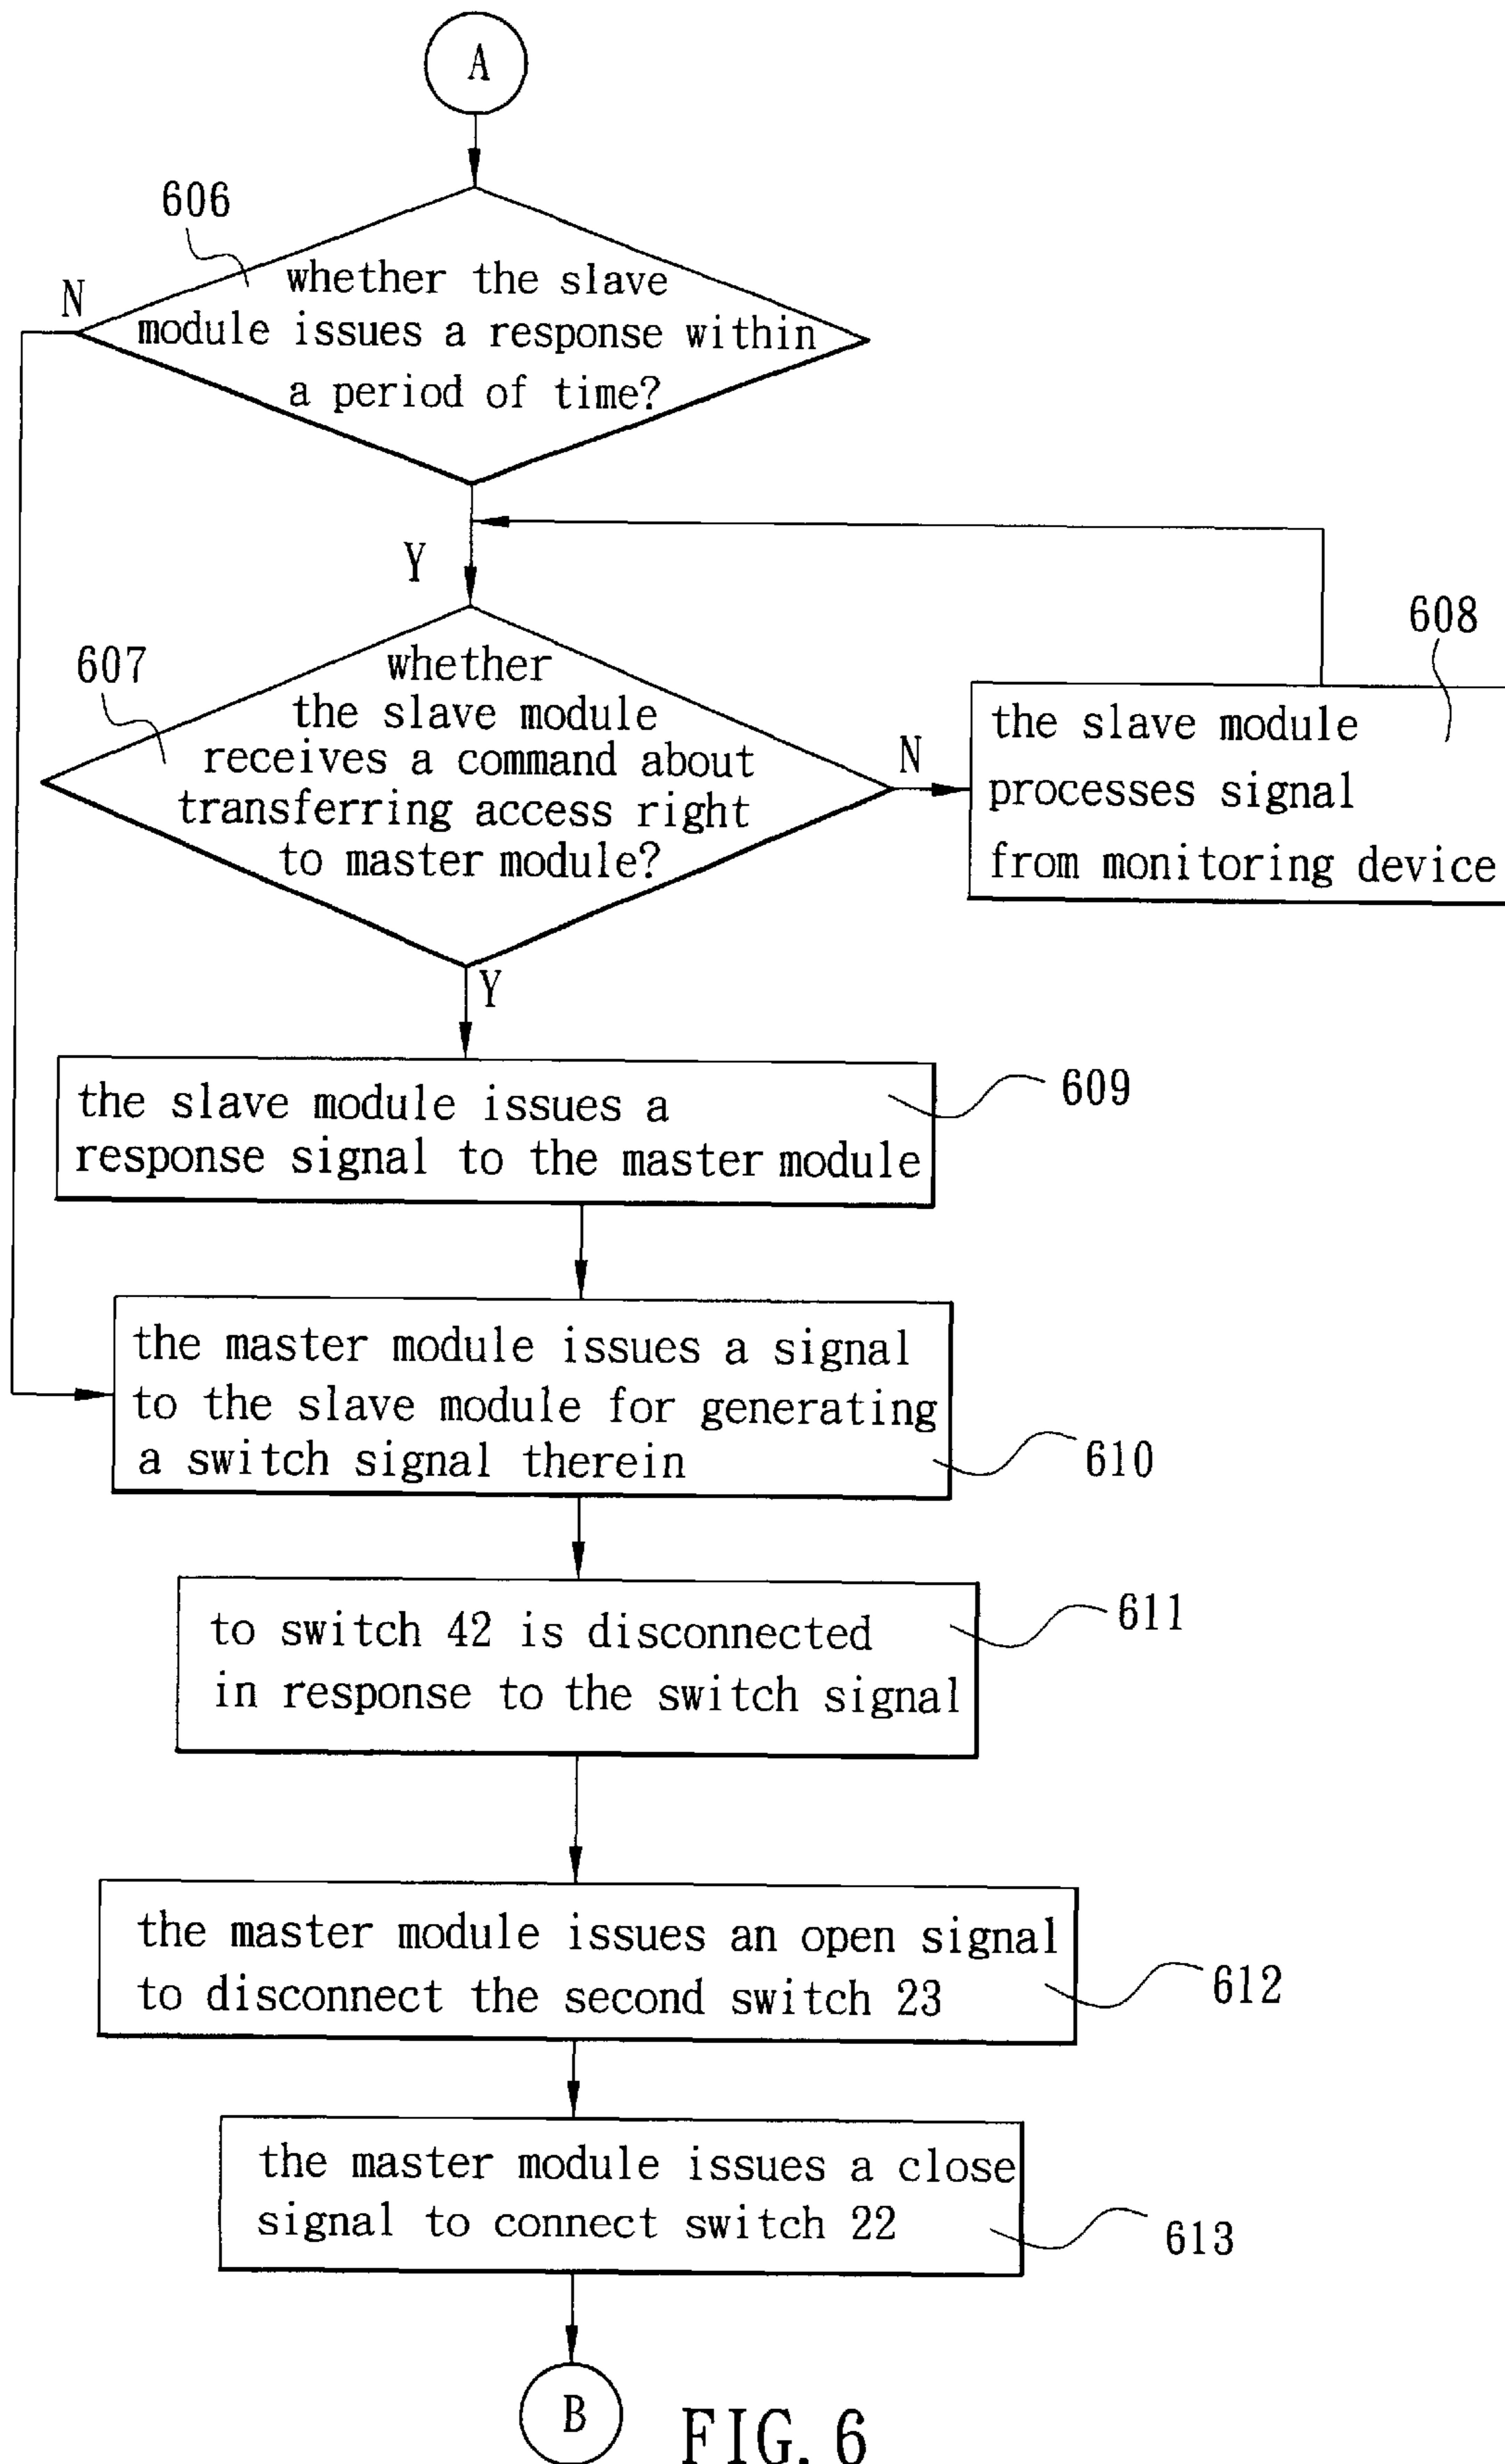 A
606
N
whether the slave
module issues a response within
a period of time?
Y
607
whether
the slave module
receives a command about
transferring access right
to master module?
N
608
the slave module
processes signal
from monitoring device
Y
the slave module issues a
response signal to the master module
609
the master module issues a signal
to the slave module for generating
a switch signal therein
610
to switch 42 is disconnected
in response to the switch signal
611
the master module issues an open signal
to disconnect the second switch 23
612
the master module issues a close
signal to connect switch 22
613
B
FIG. 6